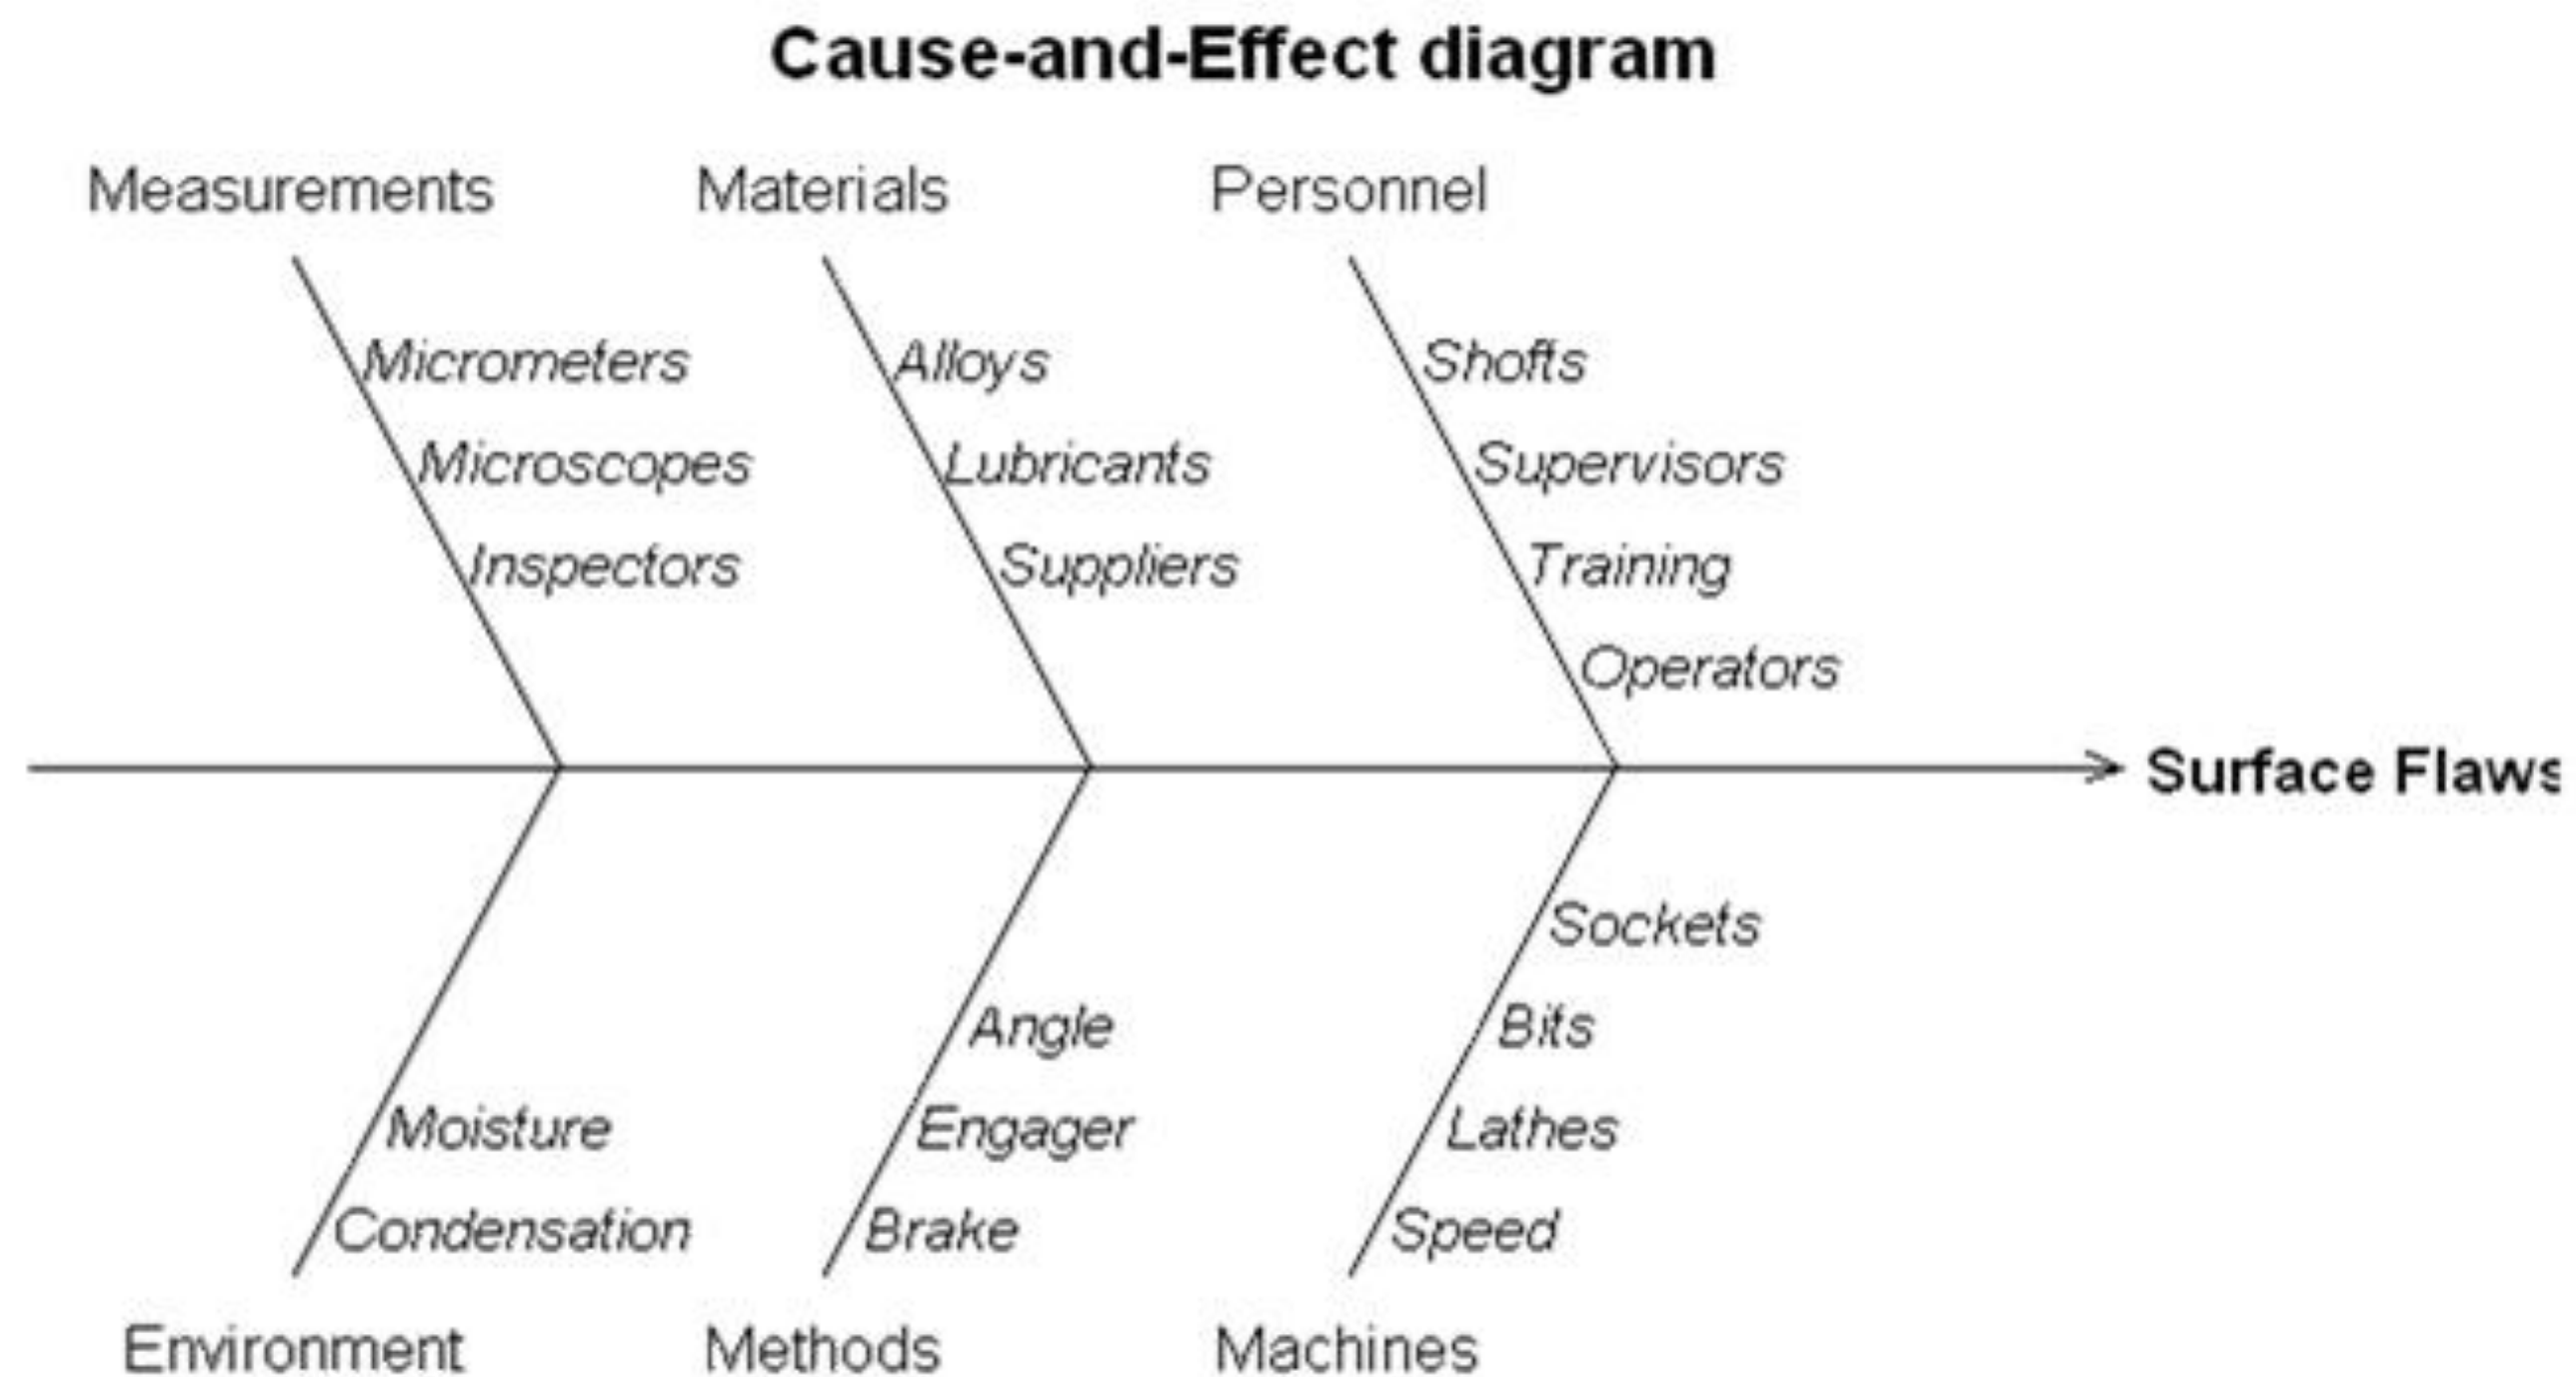 Cause-and-Effect diagram
Measurements
Materials
Personnel
Micrometers
Alloys
Shofts
Microscopes
Lubricants
Supervisors
Inspectors
Suppliers
Training
Operators
Surface Flaws
Sockets
Angle
Bits
Moisture
Engager
Lathes
Condensation
Brake
Speed
Environment
Methods
Machines